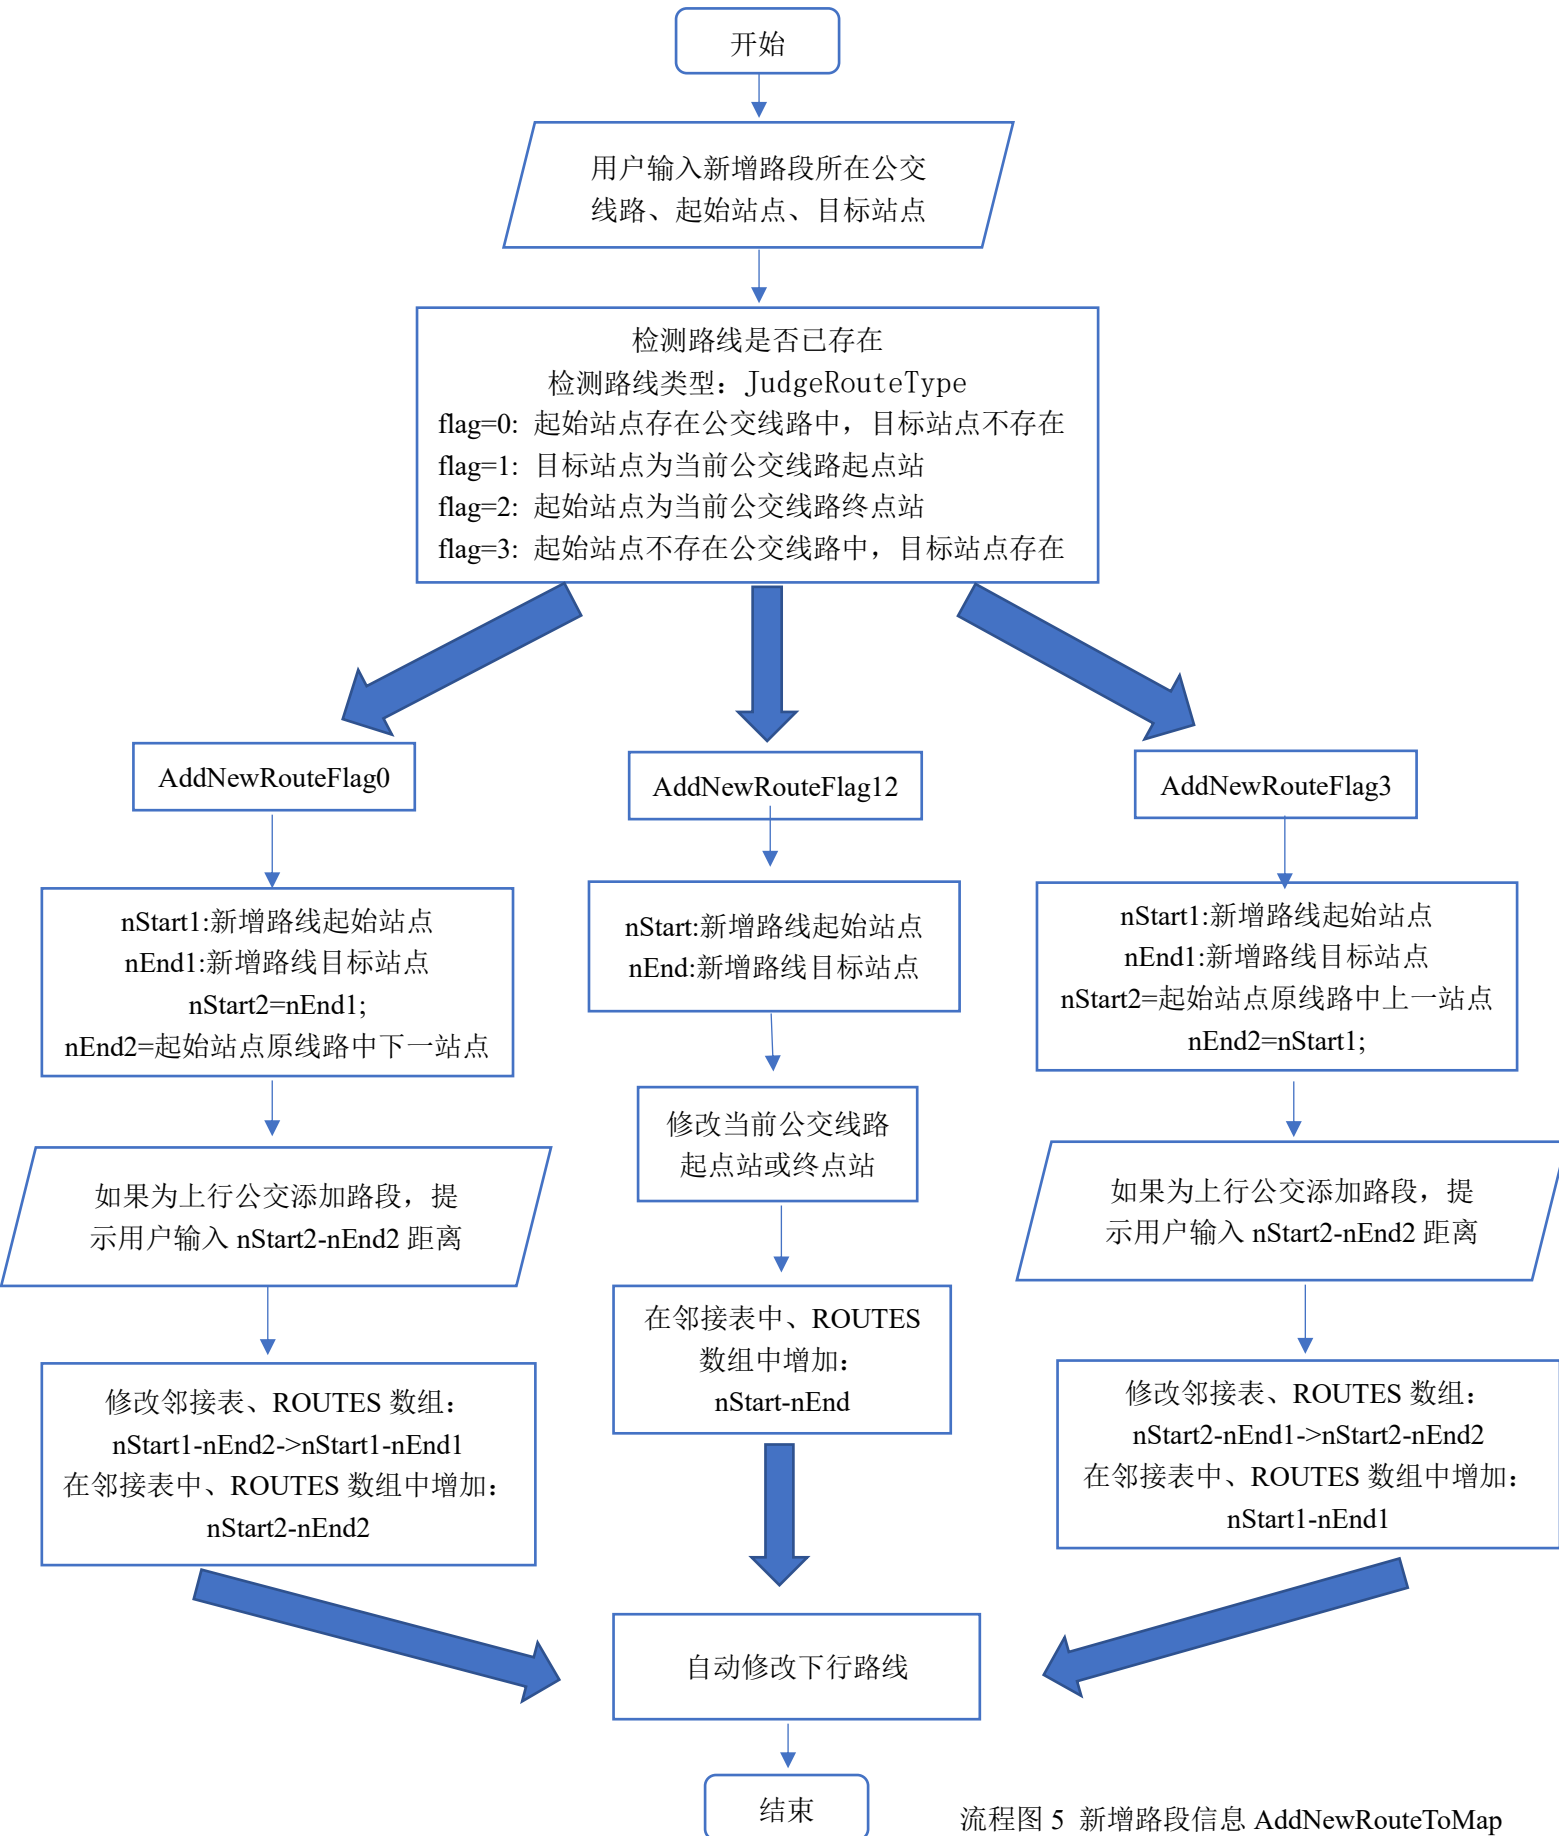 开始
用户输入新增路段所在公交
线路、起始站点、目标站点
检测路线是否已存在
检测路线类型：JudgeRouteType
flag=0: 起始站点存在公交线路中，目标站点不存在
flag=1: 目标站点为当前公交线路起点站
flag=2: 起始站点为当前公交线路终点站
flag=3: 起始站点不存在公交线路中，目标站点存在
AddNewRouteFlag0
nStart1:新增路线起始站点
nEnd1:新增路线目标站点
nStart2=nEnd1;
nEnd2=起始站点原线路中下一站点
如果为上行公交添加路段，提
示用户输入 nStart2-nEnd2 距离
修改邻接表、ROUTES 数组：
nStart1-nEnd2->nStart1-nEnd1
在邻接表中、ROUTES 数组中增加：
nStart2-nEnd2
AddNewRouteFlag12
nStart:新增路线起始站点
nEnd:新增路线目标站点
修改当前公交线路
起点站或终点站
在邻接表中、ROUTES
数组中增加：
nStart-nEnd
AddNewRouteFlag3
nStart1:新增路线起始站点
nEnd1:新增路线目标站点
nStart2=起始站点原线路中上一站点
nEnd2=nStart1;
如果为上行公交添加路段，提
示用户输入 nStart2-nEnd2 距离
修改邻接表、ROUTES 数组：
nStart2-nEnd1->nStart2-nEnd2
在邻接表中、ROUTES 数组中增加：
nStart1-nEnd1
自动修改下行路线
结束
流程图 5 新增路段信息 AddNewRouteToMap